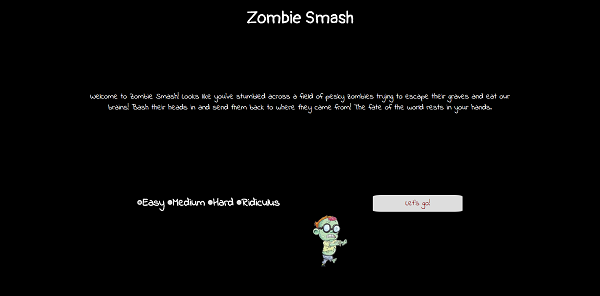 Zombie Smash
Welcome to Zombie Smash! Looks like you've stumbled across a field of pesky zombies trying to escape their graves and eat our
brains! Bash their heads in and send them back to where they came from! The fate of the world rests in your hands.
Easy Medium Hard Ridiculus
Let's go!